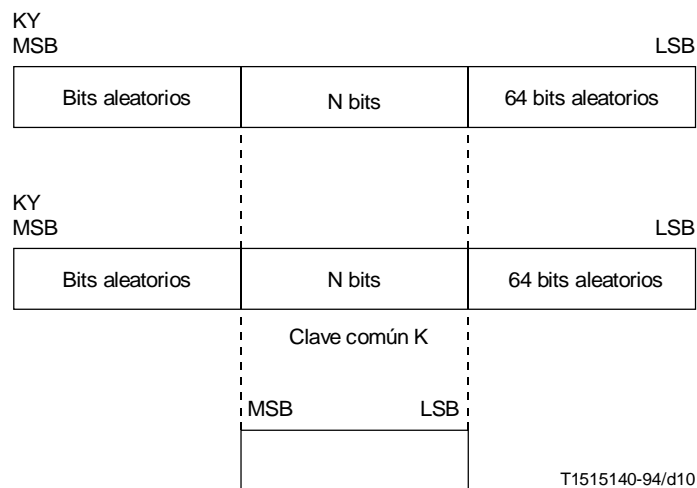 KY
MSB LSB
Bits aleatorios N bits 64 bits aleatorios
KY
MSB LSB
Bits aleatorios N bits 64 bits aleatorios
Clave común K
MSB LSB
T1515140-94/d10